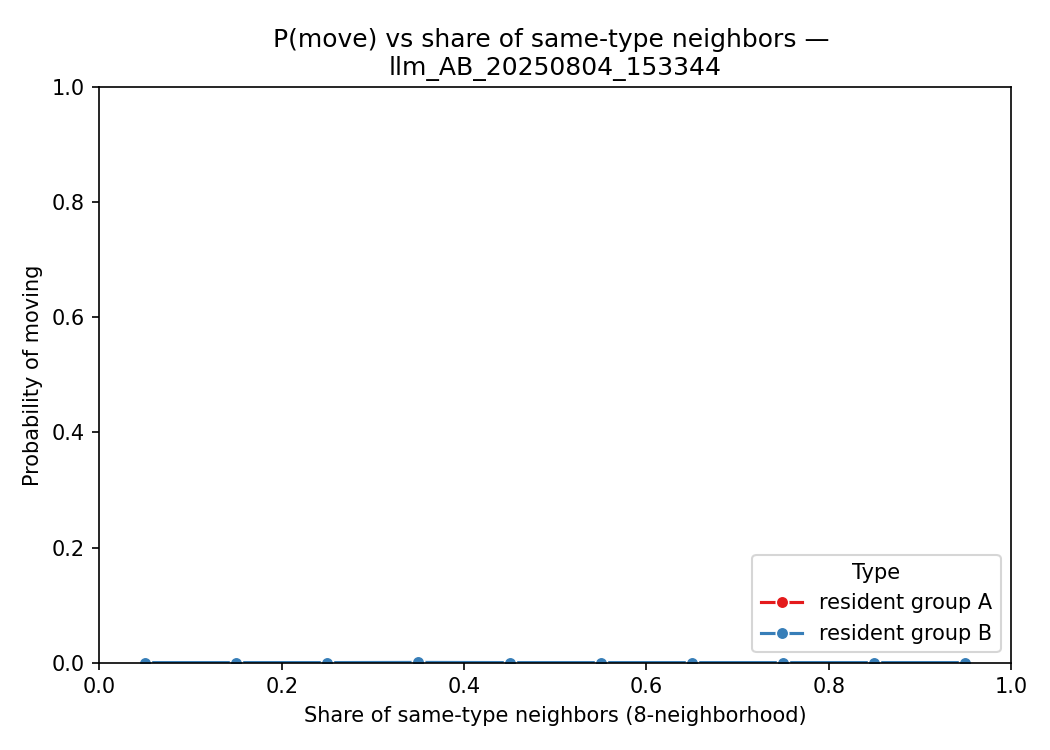 P(move) vs share of same-type neighbors —
llm_AB_20250804_153344
1.0
0.8
0.6
0.4
0.2
0.0
Probability of moving
Type
resident group A
resident group B
0.0 0.2 0.4 0.6 0.8 1.0
Share of same-type neighbors (8-neighborhood)